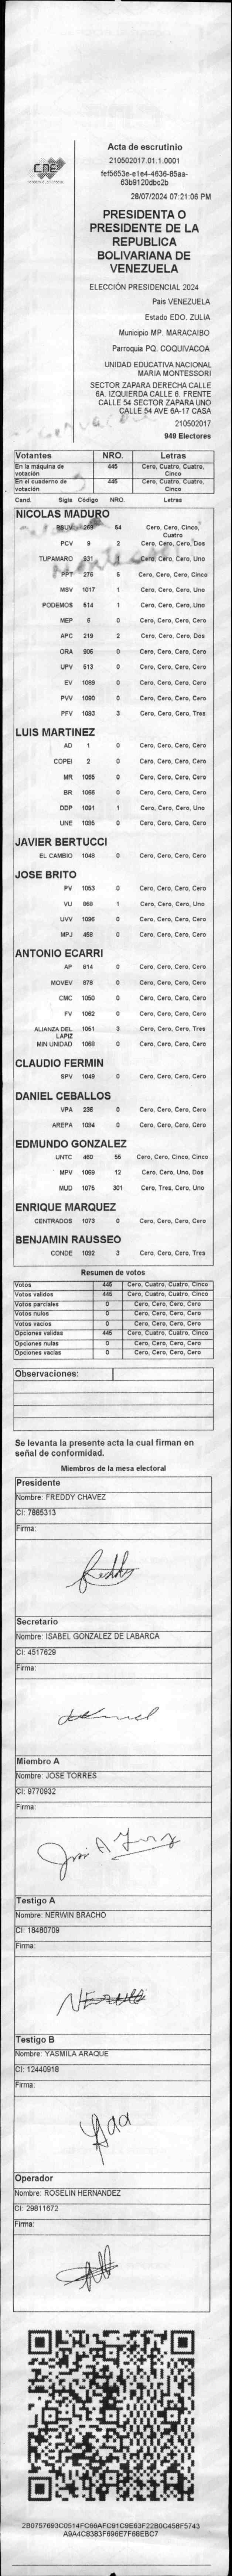 CNE
Acta de escrutinio
210502017.01.1.0001
fef5653e-e1e4-4636-85aa-
63b9120dbc2b
28/07/2024 07:21:06 PM
PRESIDENTA O
PRESIDENTE DE LA
REPUBLICA
BOLIVARIANA DE
VENEZUELA
ELECCIÓN PRESIDENCIAL 2024
Pais VENEZUELA
Estado EDO. ZULIA
Municipio MP. MARACAIBO
Parroquia PQ. COQUIVACOA
UNIDAD EDUCATIVA NACIONAL
MARIA MONTESSORI
SECTOR ZAPARA DERECHA CALLE
6A. IZQUIERDA CALLE 6. FRENTE
CALLE 54 SECTOR ZAPARA UNO
CALLE 54 AVE 6A-17 CASA
210502017
949 Electores
Votantes NRO. Letras
En la máquina de votación 445 Cero, Cuatro, Cuatro, Cinco
En el cuaderno de votación 445 Cero, Cuatro, Cuatro, Cinco
Cand. Sigla Código NRO. Letras
NICOLAS MADURO
PSUV 269 54 Cero, Cero, Cinco, Cuatro
PCV 9 2 Cero, Cero, Cero, Dos
TUPAMARO 931 1 Cero, Cero, Cero, Uno
PPT 276 5 Cero, Cero, Cero, Cinco
MSV 1017 1 Cero, Cero, Cero, Uno
PODEMOS 514 1 Cero, Cero, Cero, Uno
MEP 6 0 Cero, Cero, Cero, Cero
APC 219 2 Cero, Cero, Cero, Dos
ORA 906 0 Cero, Cero, Cero, Cero
UPV 513 0 Cero, Cero, Cero, Cero
EV 1089 0 Cero, Cero, Cero, Cero
PVV 1090 0 Cero, Cero, Cero, Cero
PFV 1093 3 Cero, Cero, Cero, Tres
LUIS MARTINEZ
AD 1 0 Cero, Cero, Cero, Cero
COPEI 2 0 Cero, Cero, Cero, Cero
MR 1065 0 Cero, Cero, Cero, Cero
BR 1066 0 Cero, Cero, Cero, Cero
DDP 1091 1 Cero, Cero, Cero, Uno
UNE 1095 0 Cero, Cero, Cero, Cero
JAVIER BERTUCCI
EL CAMBIO 1048 0 Cero, Cero, Cero, Cero
JOSE BRITO
PV 1053 0 Cero, Cero, Cero, Cero
VU 868 1 Cero, Cero, Cero, Uno
UVV 1096 0 Cero, Cero, Cero, Cero
MPJ 458 0 Cero, Cero, Cero, Cero
ANTONIO ECARRI
AP 614 0 Cero, Cero, Cero, Cero
MOVEV 878 0 Cero, Cero, Cero, Cero
CMC 1050 0 Cero, Cero, Cero, Cero
FV 1062 0 Cero, Cero, Cero, Cero
ALIANZA DEL LAPIZ 1061 3 Cero, Cero, Cero, Tres
MIN UNIDAD 1068 0 Cero, Cero, Cero, Cero
CLAUDIO FERMIN
SPV 1049 0 Cero, Cero, Cero, Cero
DANIEL CEBALLOS
VPA 236 0 Cero, Cero, Cero, Cero
AREPA 1094 0 Cero, Cero, Cero, Cero
EDMUNDO GONZALEZ
UNTC 460 55 Cero, Cero, Cinco, Cinco
MPV 1069 12 Cero, Cero, Uno, Dos
MUD 1075 301 Cero, Tres, Cero, Uno
ENRIQUE MARQUEZ
CENTRADOS 1073 0 Cero, Cero, Cero, Cero
BENJAMIN RAUSSEO
CONDE 1092 3 Cero, Cero, Cero, Tres
Resumen de votos
Votos 445 Cero, Cuatro, Cuatro, Cinco
Votos validos 445 Cero, Cuatro, Cuatro, Cinco
Votos parciales 0 Cero, Cero, Cero, Cero
Votos nulos 0 Cero, Cero, Cero, Cero
Votos vacios 0 Cero, Cero, Cero, Cero
Opciones validas 445 Cero, Cuatro, Cuatro, Cinco
Opciones nulas 0 Cero, Cero, Cero, Cero
Opciones vacias 0 Cero, Cero, Cero, Cero
Observaciones:
Se levanta la presente acta la cual firman en
señal de conformidad.
Miembros de la mesa electoral
Presidente
Nombre: FREDDY CHAVEZ
CI: 7885313
Firma:
Secretario
Nombre: ISABEL GONZALEZ DE LABARCA
CI: 4517629
Firma:
Miembro A
Nombre: JOSE TORRES
CI: 9770932
Firma:
Testigo A
Nombre: NERWIN BRACHO
CI: 16480709
Firma:
Testigo B
Nombre: YASMILA ARAQUE
CI: 12440918
Firma:
Operador
Nombre: ROSELIN HERNANDEZ
CI: 29811672
Firma:
2B0757693C0514FC66AFC91C9E63F22B0C458F5743
A9A4C8383F696E7F68EBC7